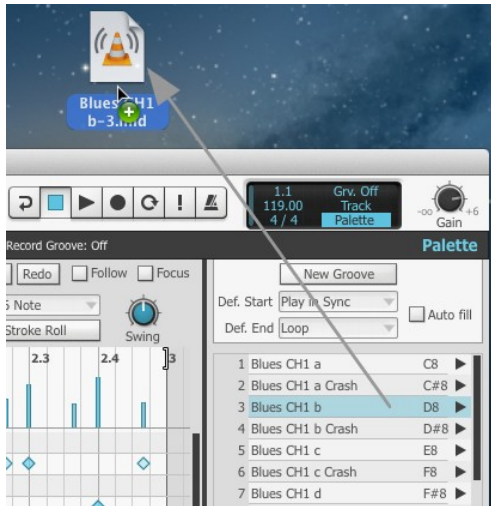 Blues CH1
b-3.mid
1.1 Grv. Off
119.00 Track
4 / 4 Palette
-oo +6
Gain
Record Groove: Off
Palette
Redo Follow Focus
New Groove
5 Note
Def. Start Play in Sync
Auto fill
Stroke Roll
Swing
Def. End Loop
2.3 2.4 3
1 Blues CH1 a C8
2 Blues CH1 a Crash C#8
3 Blues CH1 b D8
4 Blues CH1 b Crash D#8
5 Blues CH1 c E8
6 Blues CH1 c Crash F8
7 Blues CH1 d F#8